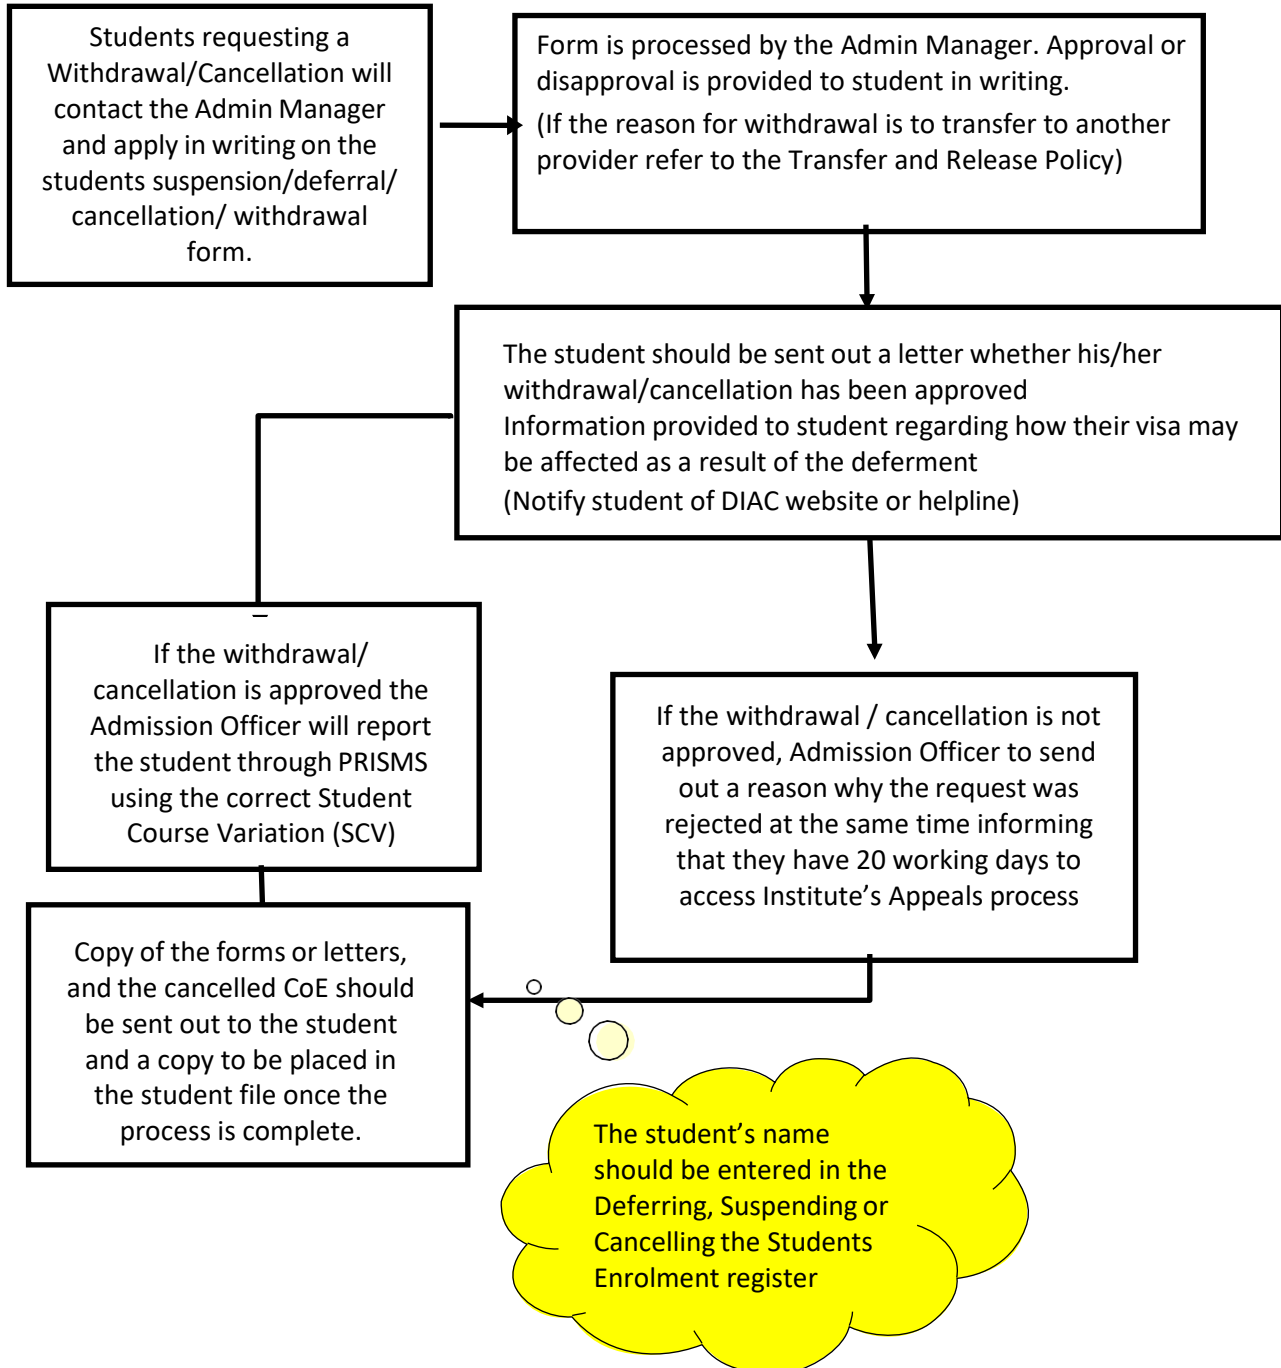 Students requesting a
Withdrawal/Cancellation will
contact the Admin Manager
and apply in writing on the
students suspension/deferral/
cancellation/ withdrawal
form.
Form is processed by the Admin Manager. Approval or
disapproval is provided to student in writing.
(If the reason for withdrawal is to transfer to another
provider refer to the Transfer and Release Policy)
The student should be sent out a letter whether his/her
withdrawal/cancellation has been approved
Information provided to student regarding how their visa may
be affected as a result of the deferment
(Notify student of DIAC website or helpline)
If the withdrawal/
cancellation is approved the
Admission Officer will report
the student through PRISMS
using the correct Student
Course Variation (SCV)
If the withdrawal / cancellation is not
approved, Admission Officer to send
out a reason why the request was
rejected at the same time informing
that they have 20 working days to
access Institute’s Appeals process
Copy of the forms or letters,
and the cancelled CoE should
be sent out to the student
and a copy to be placed in
the student file once the
process is complete.
The student’s name
should be entered in the
Deferring, Suspending or
Cancelling the Students
Enrolment register